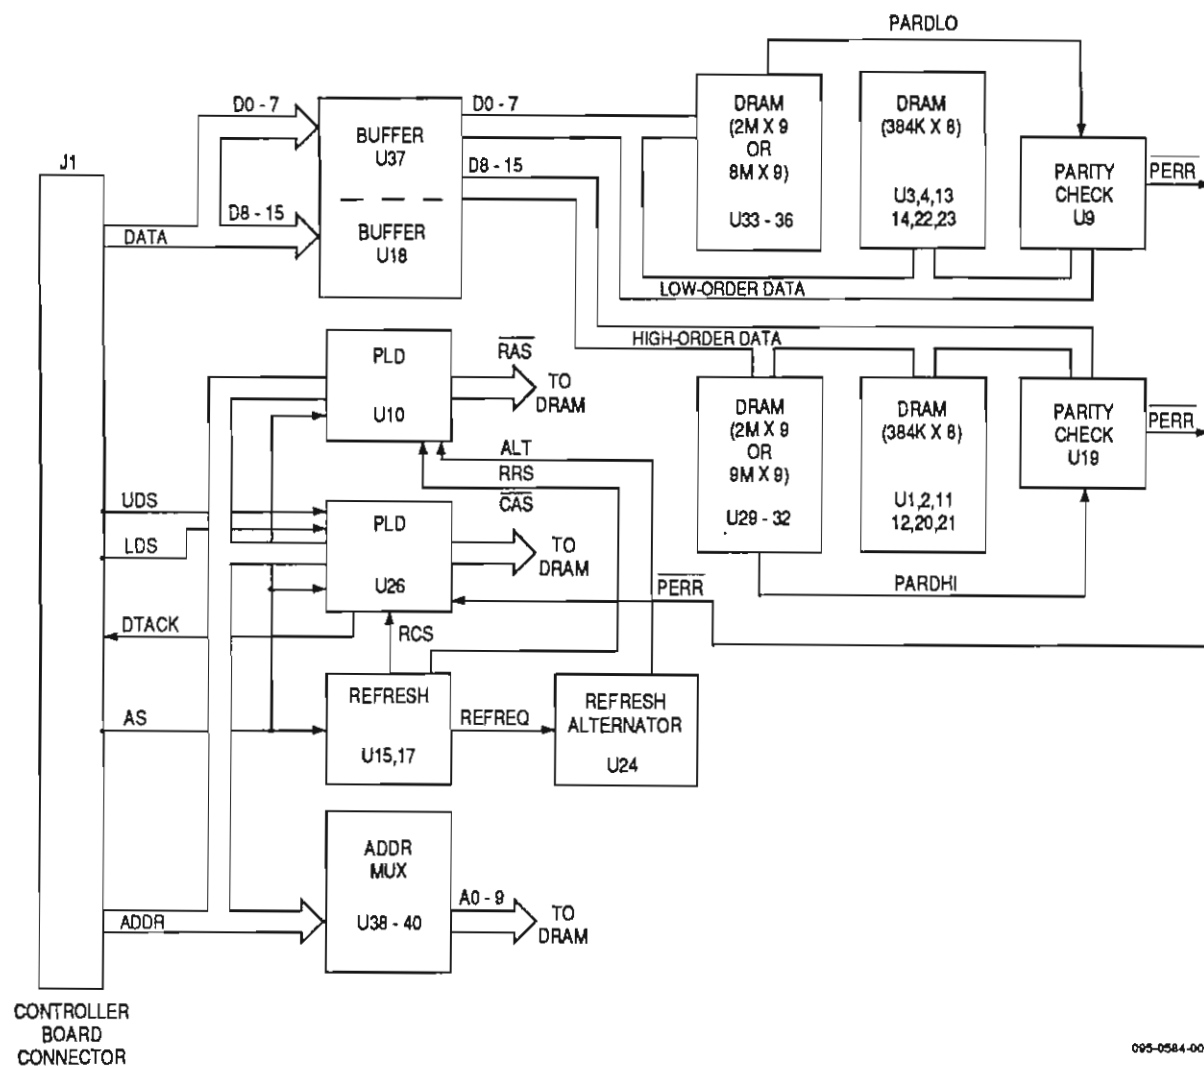 PARDLO
D0 - 7
D0 - 7
BUFFER
U37
D8 - 15
D8 - 15
BUFFER
U18
J1
DATA
DRAM
(2M X 9
OR
8M X 9)
U33 - 36
DRAM
(384K X 8)
U3,4,13
14,22,23
PARITY
CHECK
U9
PERR
LOW-ORDER DATA
HIGH-ORDER DATA
PLD
U10
RAS
TO
DRAM
DRAM
(2M X 9
OR
9M X 9)
U29 - 32
DRAM
(384K X 8)
U1,2,11
12,20,21
PARITY
CHECK
U19
PERR
ALT
RRS
UDS
LDS
PLD
U26
CAS
TO
DRAM
PERR
PARDHI
DTACK
RCS
AS
REFRESH
U15,17
REFREQ
REFRESH
ALTERNATOR
U24
ADDR
MUX
U38 - 40
A0 - 9
TO
DRAM
ADDR
CONTROLLER
BOARD
CONNECTOR
095-0584-00